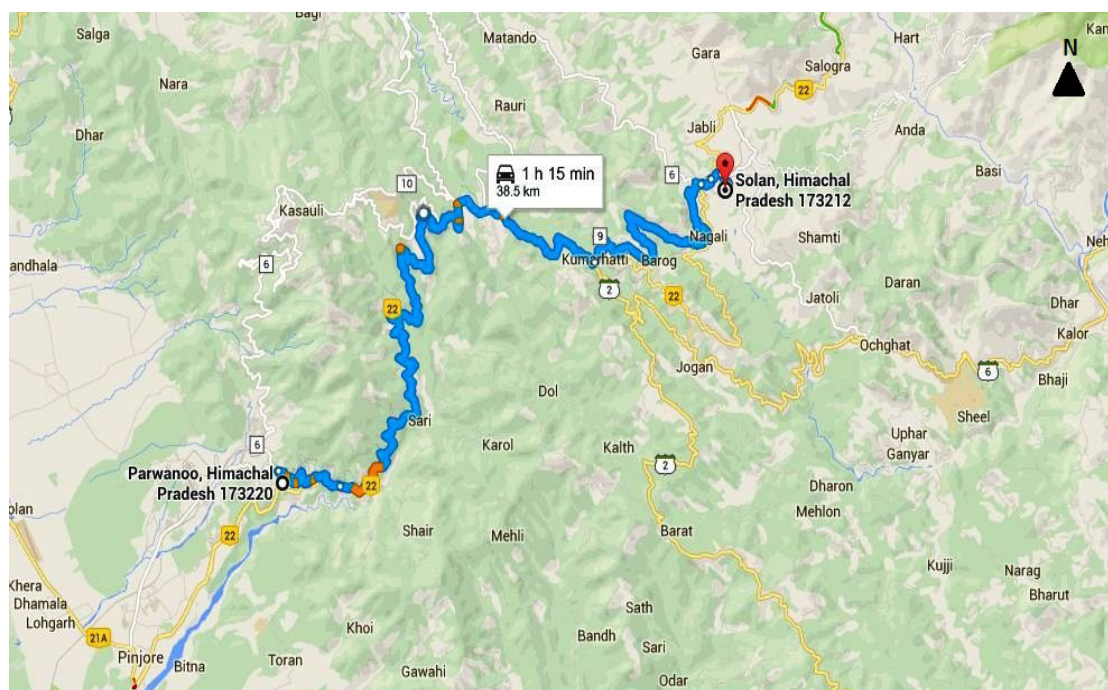 Bagi
Salga
Matando
Hart
Kan
N
Gara
Salogra
22
Nara
Rauri
Dhar
Jabli
Anda
1 h 15 min
38.5 km
6
Basi
Solan, Himachal
Pradesh 173212
10
Kasauli
Nagali
Shamti
Neh
andhala
6
9
Kumarhatti
Barog
2
22
Daran
Dhar
22
Jatoli
Kalor
Ochghat
Jogan
6
Bhaji
Dol
Sheel
Sari
Karol
Kalth
Uphar
Ganyar
6
2
Parwanoo, Himachal
Pradesh 173220
22
Dharon
olan
Mehlon
22
Shair
Mehli
Barat
Kujji
Narag
Khera
Dhamala
Lohgarh
Bharut
Sath
21A
Khoi
Bandh
Sari
Pinjore
Bitna
Toran
Gawahi
Odar